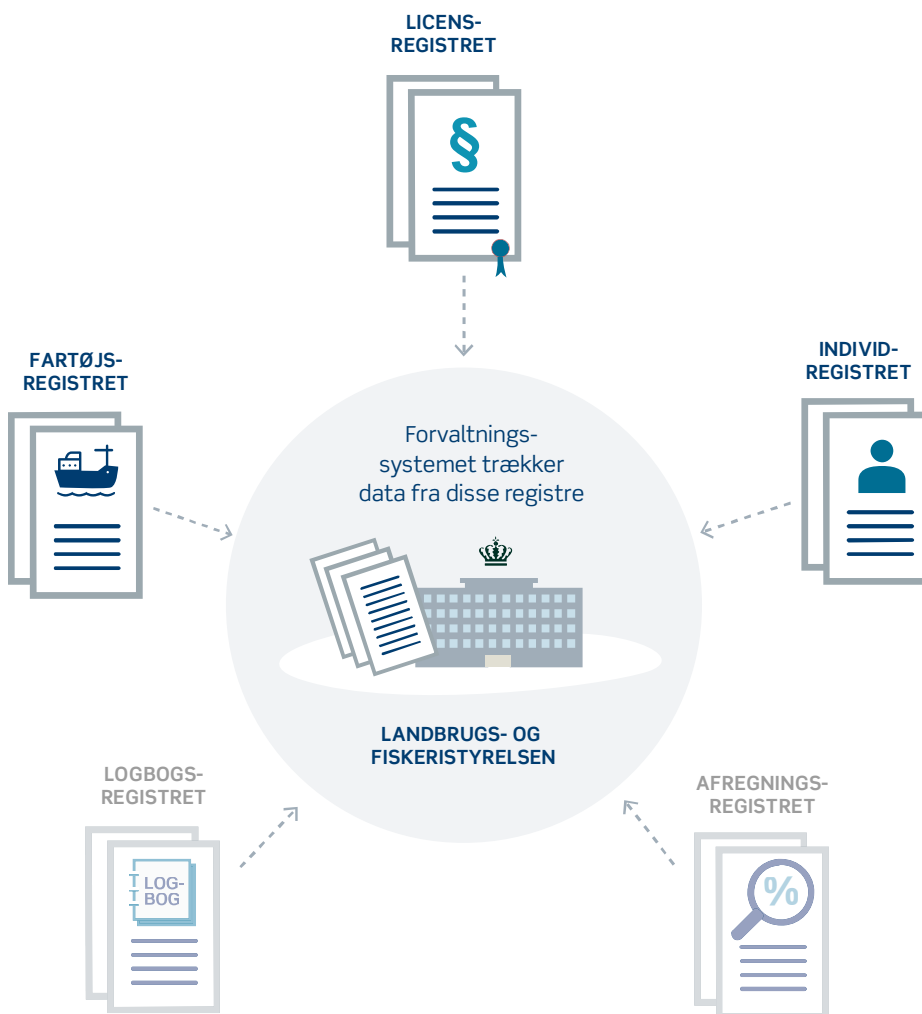 LICENS-
REGISTRET
§
FARTØJS-
REGISTRET
INDIVID-
REGISTRET
Forvaltnings-
systemet trækker
data fra disse registre
LANDBRUGS- OG
FISKERISTYRELSEN
LOGBOGS-
REGISTRET
LOG-
BOG
AFREGNINGS-
REGISTRET
%